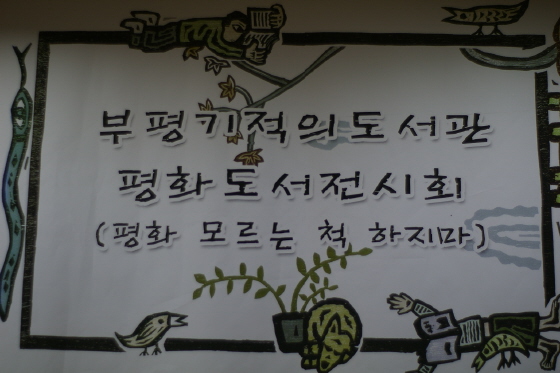 부평기적의도서관
평화도서전시회
(평화 모르는 척 하지마)